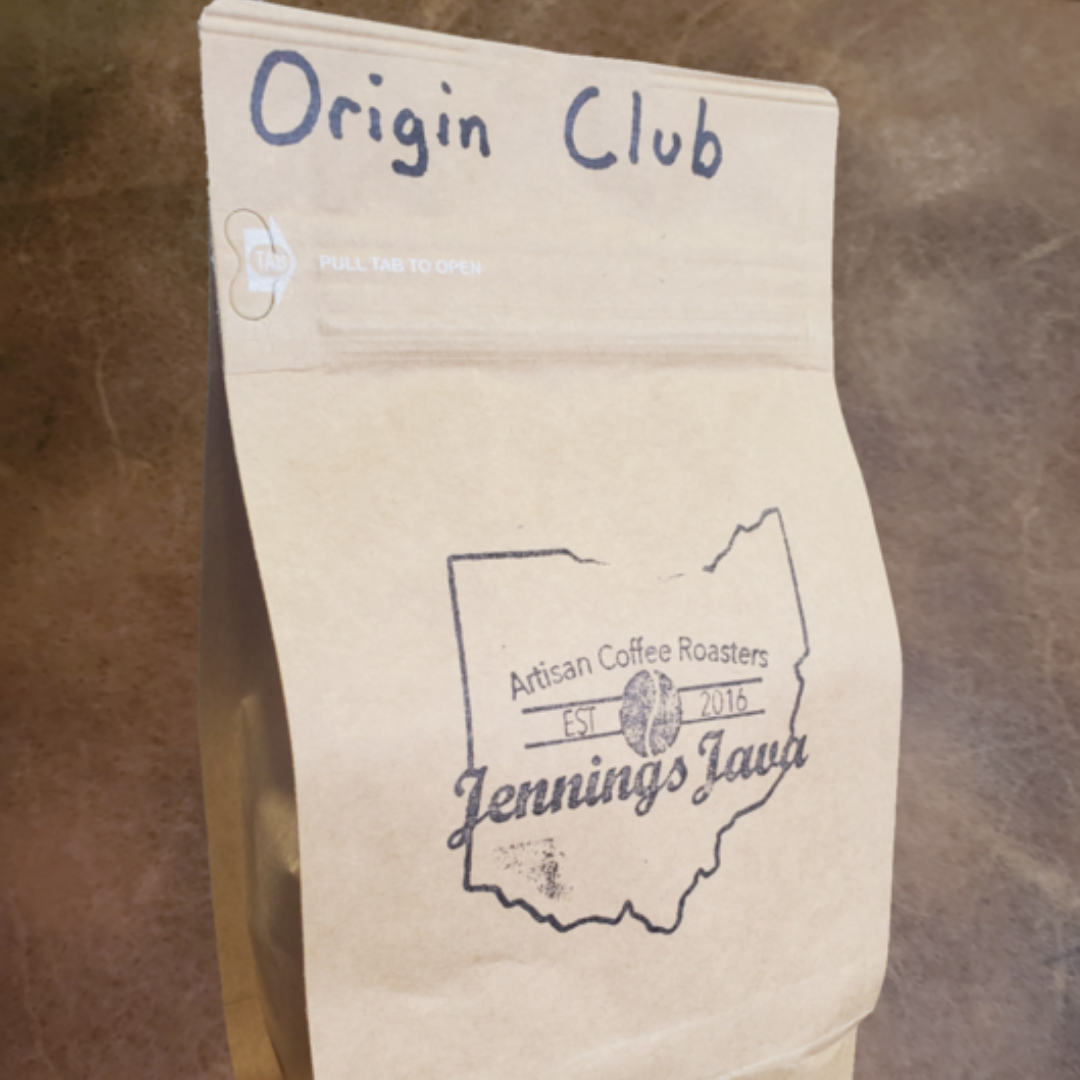 Origin Club
TAB
PULL TAB TO OPEN
Artisan Coffee Roasters
EST 2016
Jennings Java